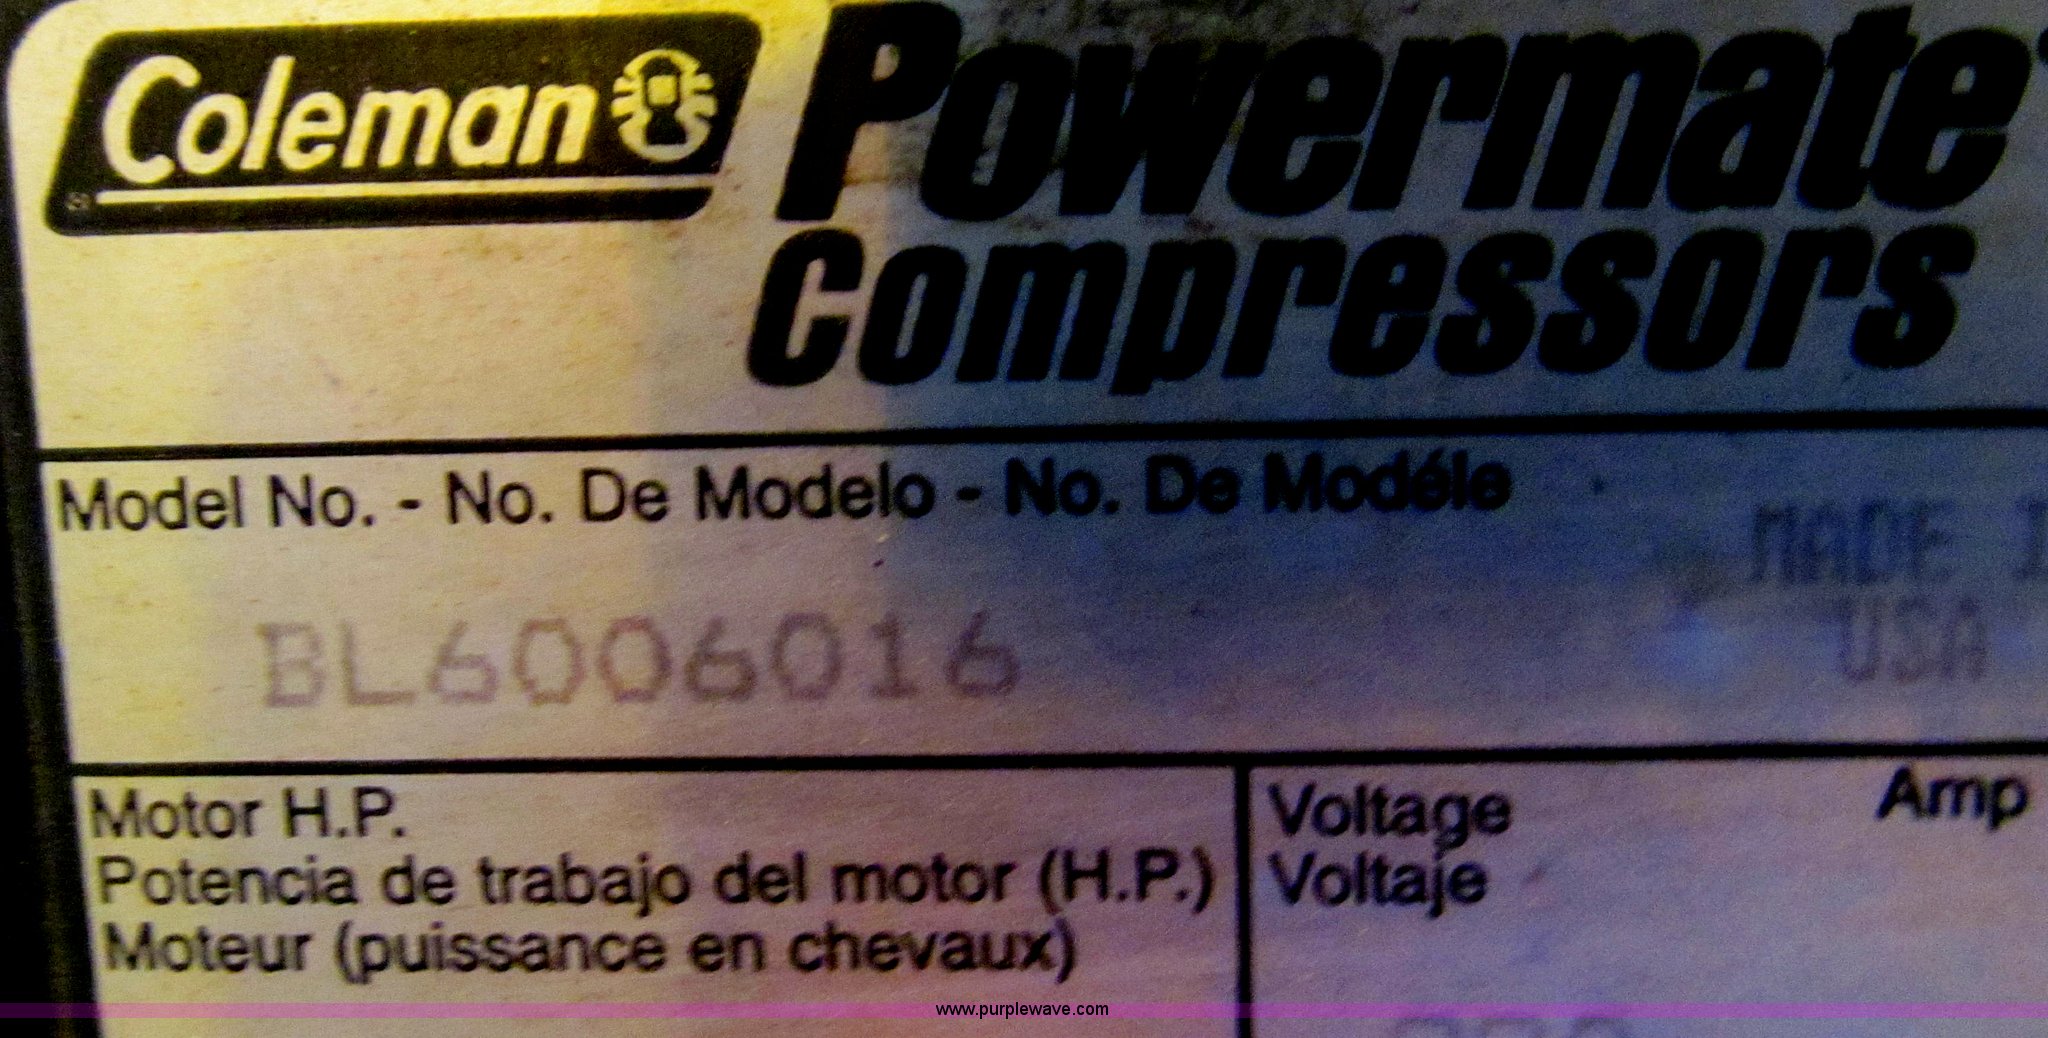 Coleman
Powermate
Compressors
Model No. - No. De Modelo - No. De Modéle
MADE I
USA
BL6006016
Motor H.P.
Potencia de trabajo del motor (H.P.)
Moteur (puissance en chevaux)
Voltage
Voltaje
Amp
www.purplewave.com